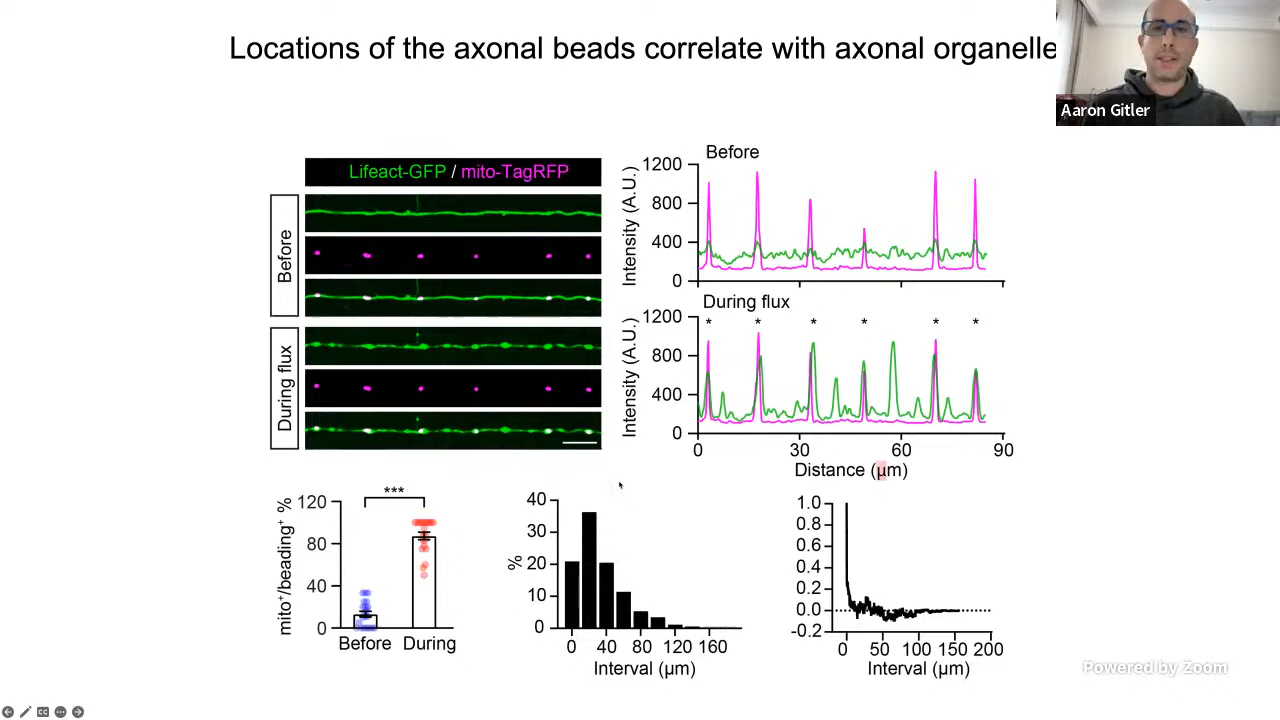 Locations of the axonal beads correlate with axonal organelle
Aaron Gitler
Lifeact-GFP / mito-TagRFP
Before
During flux
Before
Intensity (A.U.)
1200
800
400
0
During flux
Intensity (A.U.)
1200
800
400
0
* * * * * *
0 30 60 90
Distance (µm)
mito⁺/beading⁺ %
120
80
40
0
***
Before During
%
40
30
20
10
0
0 40 80 120 160
Interval (µm)
1.0
0.8
0.6
0.4
0.2
0.0
-0.2
0 50 100 150 200
Interval (µm)
Powered by Zoom
CC